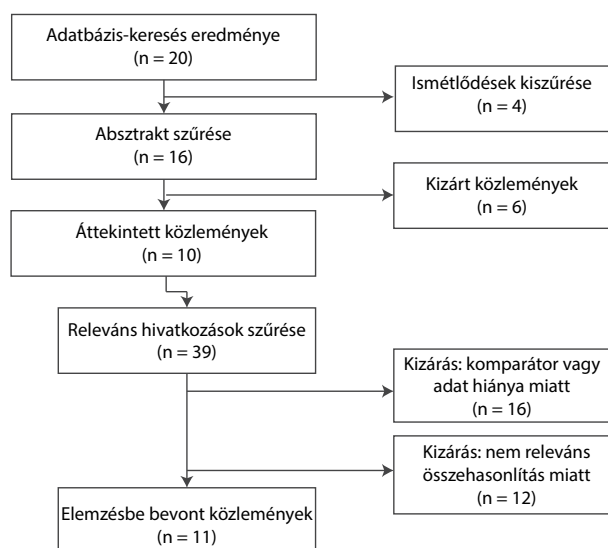 Adatbázis-keresés eredménye
(n = 20)
Ismétlődések kiszűrése
(n = 4)
Absztrakt szűrése
(n = 16)
Kizárt közlemények
(n = 6)
Áttekintett közlemények
(n = 10)
Releváns hivatkozások szűrése
(n = 39)
Kizárás: komparátor vagy
adat hiánya miatt
(n = 16)
Kizárás: nem releváns
összehasonlítás miatt
(n = 12)
Elemzésbe bevont közlemények
(n = 11)